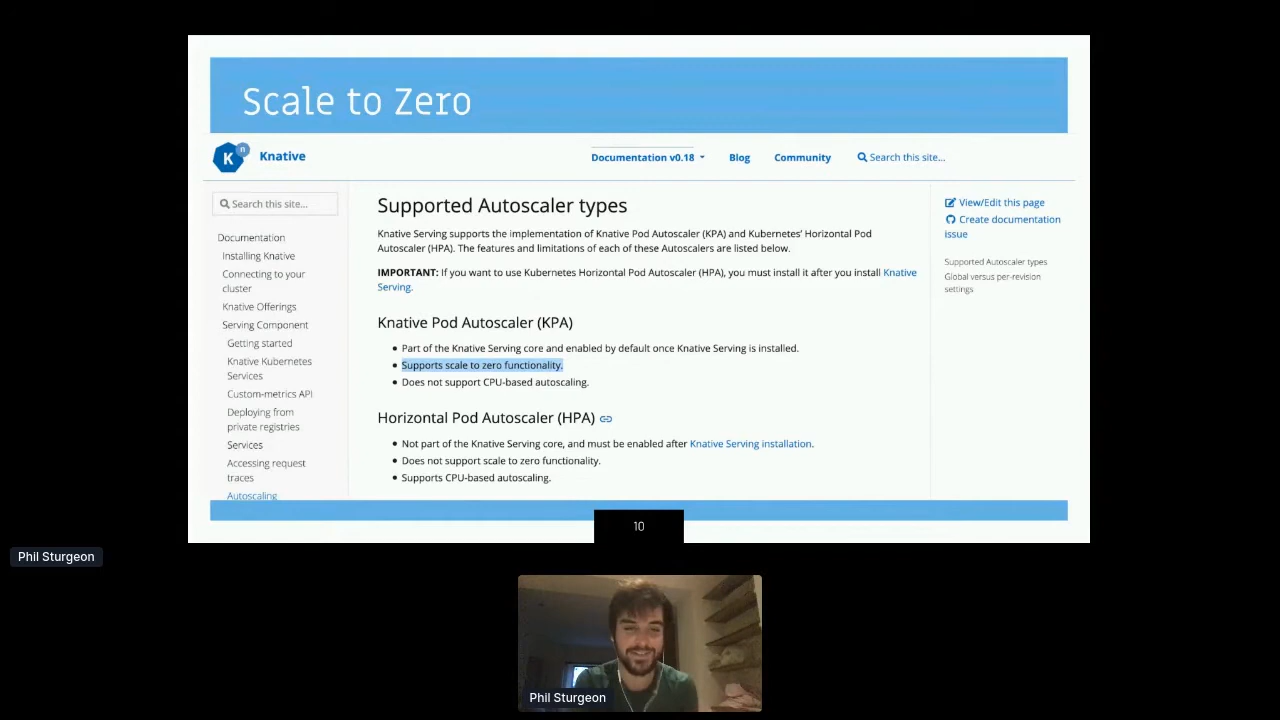 Scale to Zero
K n Knative
Documentation v0.18
Blog
Community
Search this site...
Search this site...
Documentation
Installing Knative
Connecting to your
cluster
Knative Offerings
Serving Component
Getting started
Knative Kubernetes
Services
Custom-metrics API
Deploying from
private registries
Services
Accessing request
traces
Autoscaling
Supported Autoscaler types
Knative Serving supports the implementation of Knative Pod Autoscaler (KPA) and Kubernetes' Horizontal Pod
Autoscaler (HPA). The features and limitations of each of these Autoscalers are listed below.
IMPORTANT: If you want to use Kubernetes Horizontal Pod Autoscaler (HPA), you must install it after you install Knative
Serving.
Knative Pod Autoscaler (KPA)
• Part of the Knative Serving core and enabled by default once Knative Serving is installed.
• Supports scale to zero functionality.
• Does not support CPU-based autoscaling.
Horizontal Pod Autoscaler (HPA)
• Not part of the Knative Serving core, and must be enabled after Knative Serving installation.
• Does not support scale to zero functionality.
• Supports CPU-based autoscaling.
View/Edit this page
Create documentation
issue
Supported Autoscaler types
Global versus per-revision
settings
10
Phil Sturgeon
Phil Sturgeon